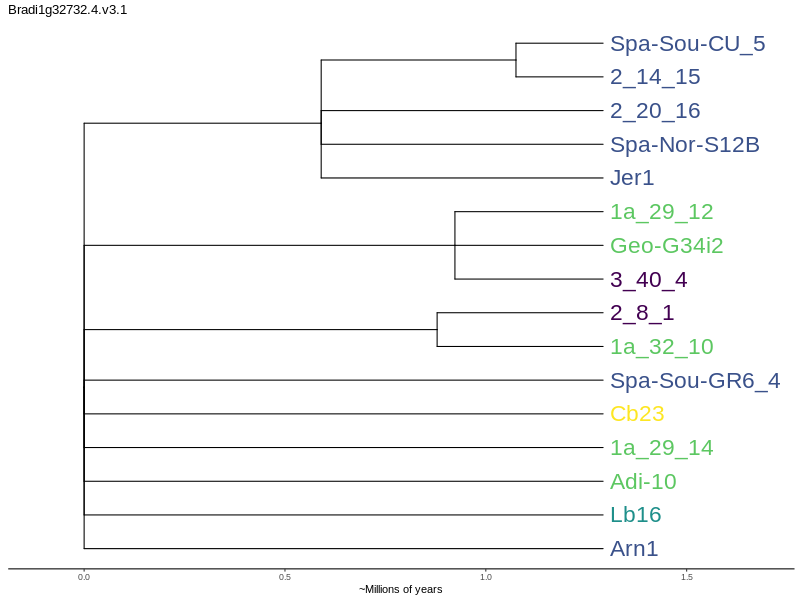 Bradi1g32732.4.v3.1
Spa-Sou-CU_5
2_14_15
2_20_16
Spa-Nor-S12B
Jer1
1a_29_12
Geo-G34i2
3_40_4
2_8_1
1a_32_10
Spa-Sou-GR6_4
Cb23
1a_29_14
Adi-10
Lb16
Arn1
0.0 0.5 1.0 1.5
~Millions of years